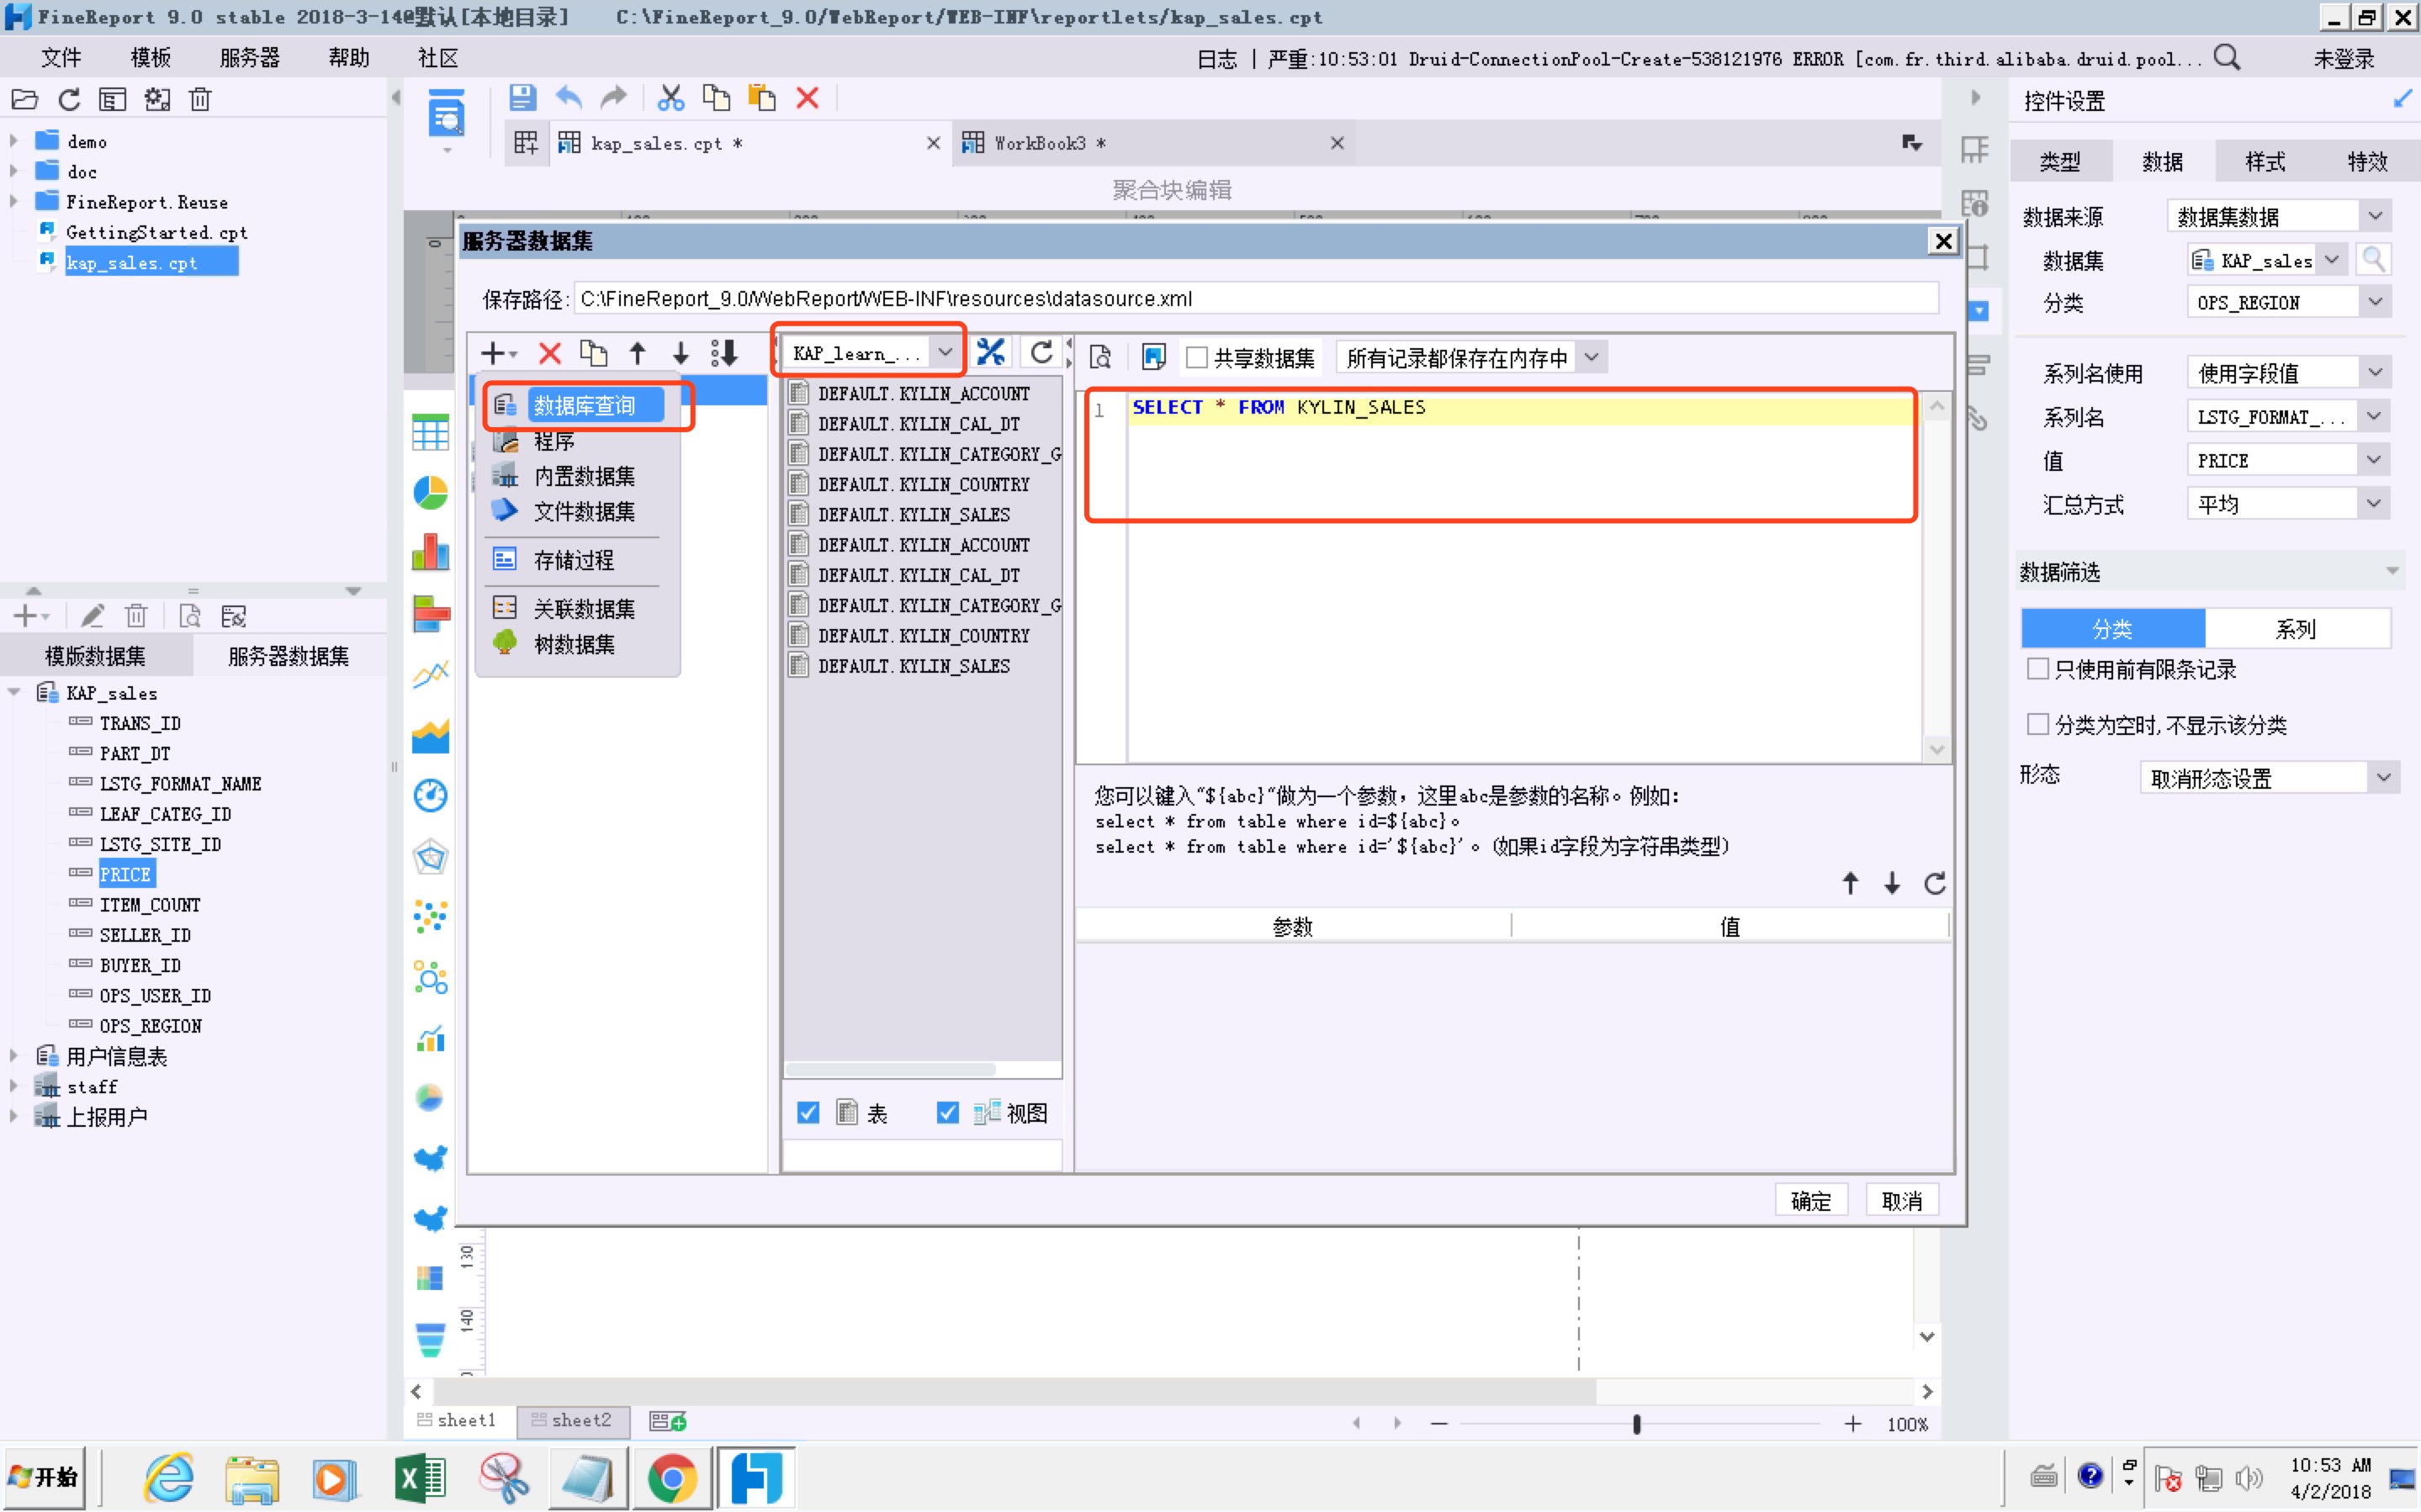 FineReport 9.0 stable 2018-3-14@默认[本地目录] C:\FineReport_9.0/WebReport/WEB-INF\reportlets/kap_sales.cpt
文件 模板 服务器 帮助 社区
日志 | 严重:10:53:01 Druid-ConnectionPool-Create-538121976 ERROR [com.fr.third.alibaba.druid.pool... 未登录
demo
doc
FineReport.Reuse
GettingStarted.cpt
kap_sales.cpt
kap_sales.cpt *
WorkBook3 *
聚合块编辑
服务器数据集
保存路径: C:\FineReport_9.0/WebReport/WEB-INF\resources\datasource.xml
KAP_learn_...
共享数据集
所有记录都保存在内存中
数据库查询
程序
内置数据集
文件数据集
存储过程
关联数据集
树数据集
DEFAULT.KYLIN_ACCOUNT
DEFAULT.KYLIN_CAL_DT
DEFAULT.KYLIN_CATEGORY_G
DEFAULT.KYLIN_COUNTRY
DEFAULT.KYLIN_SALES
DEFAULT.KYLIN_ACCOUNT
DEFAULT.KYLIN_CAL_DT
DEFAULT.KYLIN_CATEGORY_G
DEFAULT.KYLIN_COUNTRY
DEFAULT.KYLIN_SALES
表 视图
1 SELECT * FROM KYLIN_SALES
您可以键入"${abc}"做为一个参数，这里abc是参数的名称。例如:
select * from table where id=${abc}。
select * from table where id='${abc}'。(如果id字段为字符串类型)
参数 值
确定 取消
模版数据集 服务器数据集
KAP_sales
TRANS_ID
PART_DT
LSTG_FORMAT_NAME
LEAF_CATEG_ID
LSTG_SITE_ID
PRICE
ITEM_COUNT
SELLER_ID
BUYER_ID
OPS_USER_ID
OPS_REGION
用户信息表
staff
上报用户
控件设置
类型 数据 样式 特效
数据来源 数据集数据
数据集 KAP_sales
分类 OPS_REGION
系列名使用 使用字段值
系列名 LSTG_FORMAT_...
值 PRICE
汇总方式 平均
数据筛选
分类 系列
只使用前有限条记录
分类为空时,不显示该分类
形态 取消形态设置
0
130
140
sheet1 sheet2
100%
开始
10:53 AM
4/2/2018